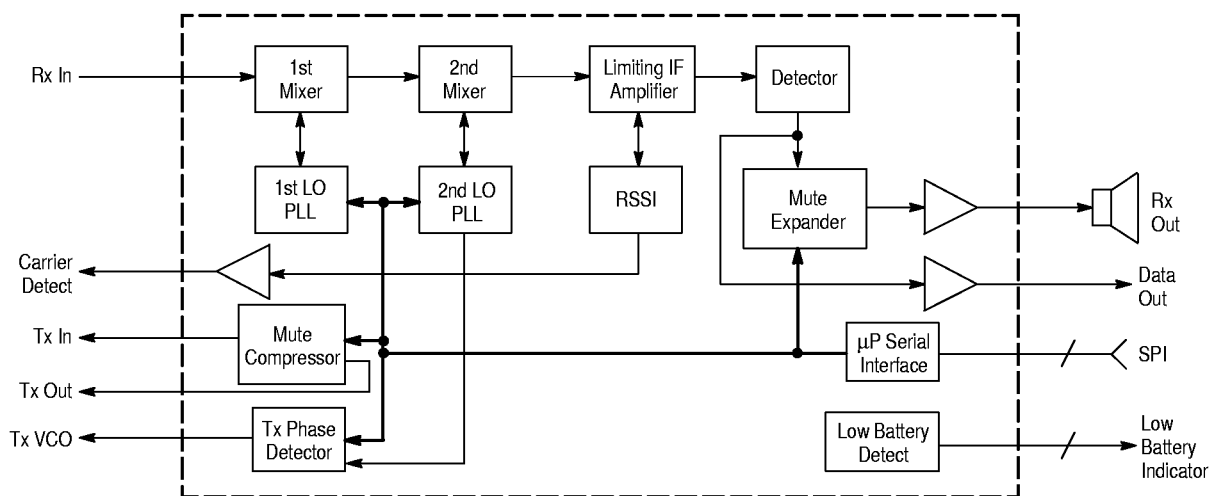 Rx In
1st
Mixer
2nd
Mixer
Limiting IF
Amplifier
Detector
1st LO
PLL
2nd LO
PLL
RSSI
Mute
Expander
Rx
Out
Carrier
Detect
Data
Out
Tx In
Mute
Compressor
µP Serial
Interface
SPI
Tx Out
Tx VCO
Tx Phase
Detector
Low Battery
Detect
Low
Battery
Indicator